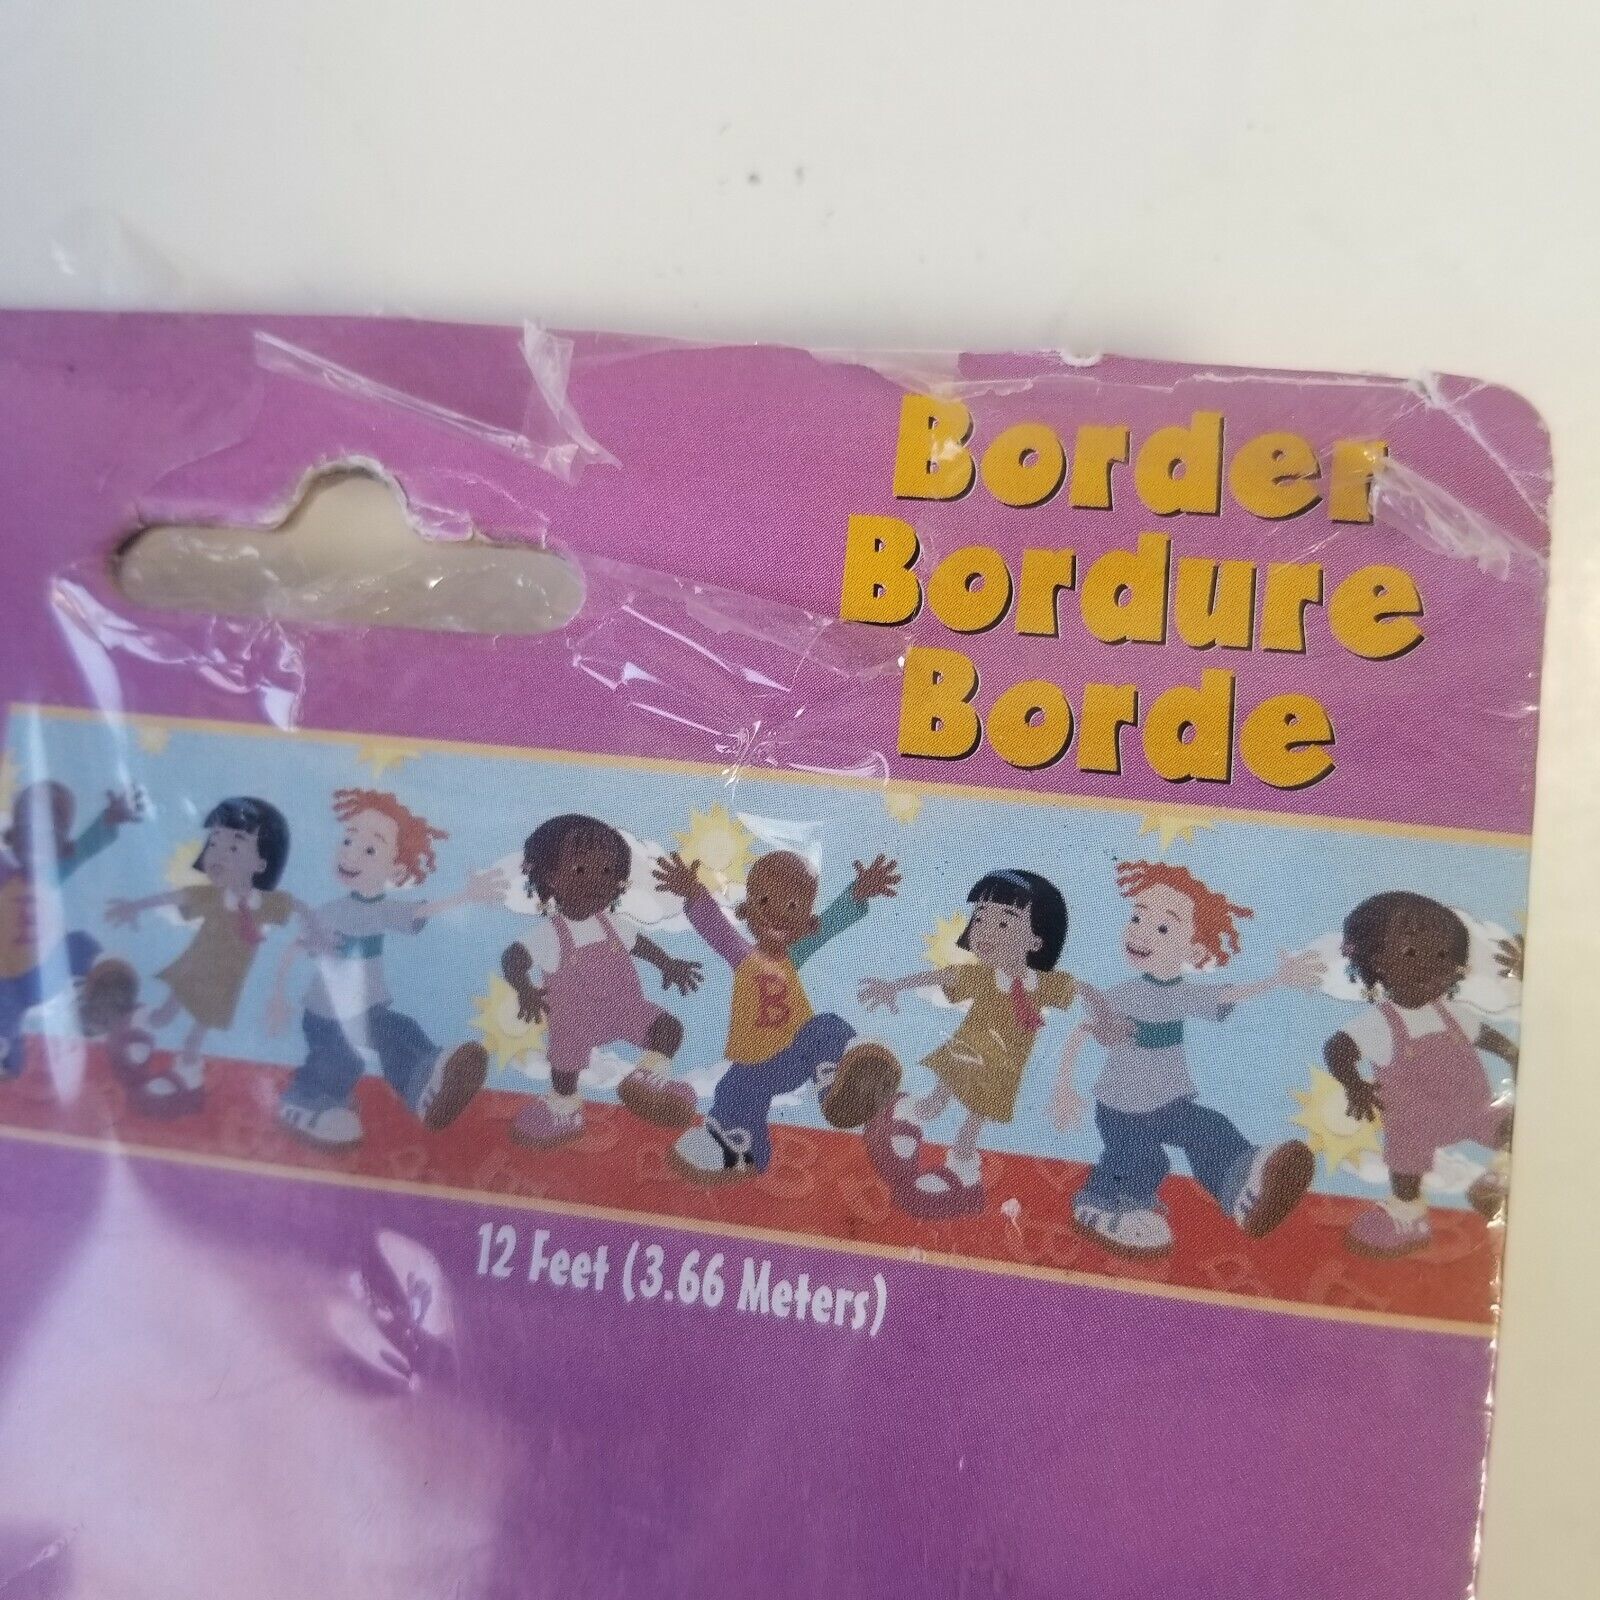 Border
Bordure
Borde
B
B
12 Feet (3.66 Meters)